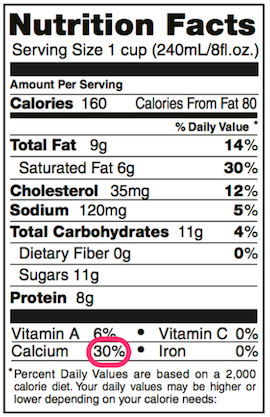 Nutrition Facts
Serving Size 1 cup (240mL/8fl.oz.)
Amount Per Serving
Calories 160 Calories From Fat 80
% Daily Value *
Total Fat 9g 14%
Saturated Fat 6g 30%
Cholesterol 35mg 12%
Sodium 120mg 5%
Total Carbohydrates 11g 4%
Dietary Fiber 0g 0%
Sugars 11g
Protein 8g
Vitamin A 6% • Vitamin C 0%
Calcium 30% • Iron 0%
*Percent Daily Values are based on a 2,000
calorie diet. Your daily values may be higher or
lower depending on your calorie needs: